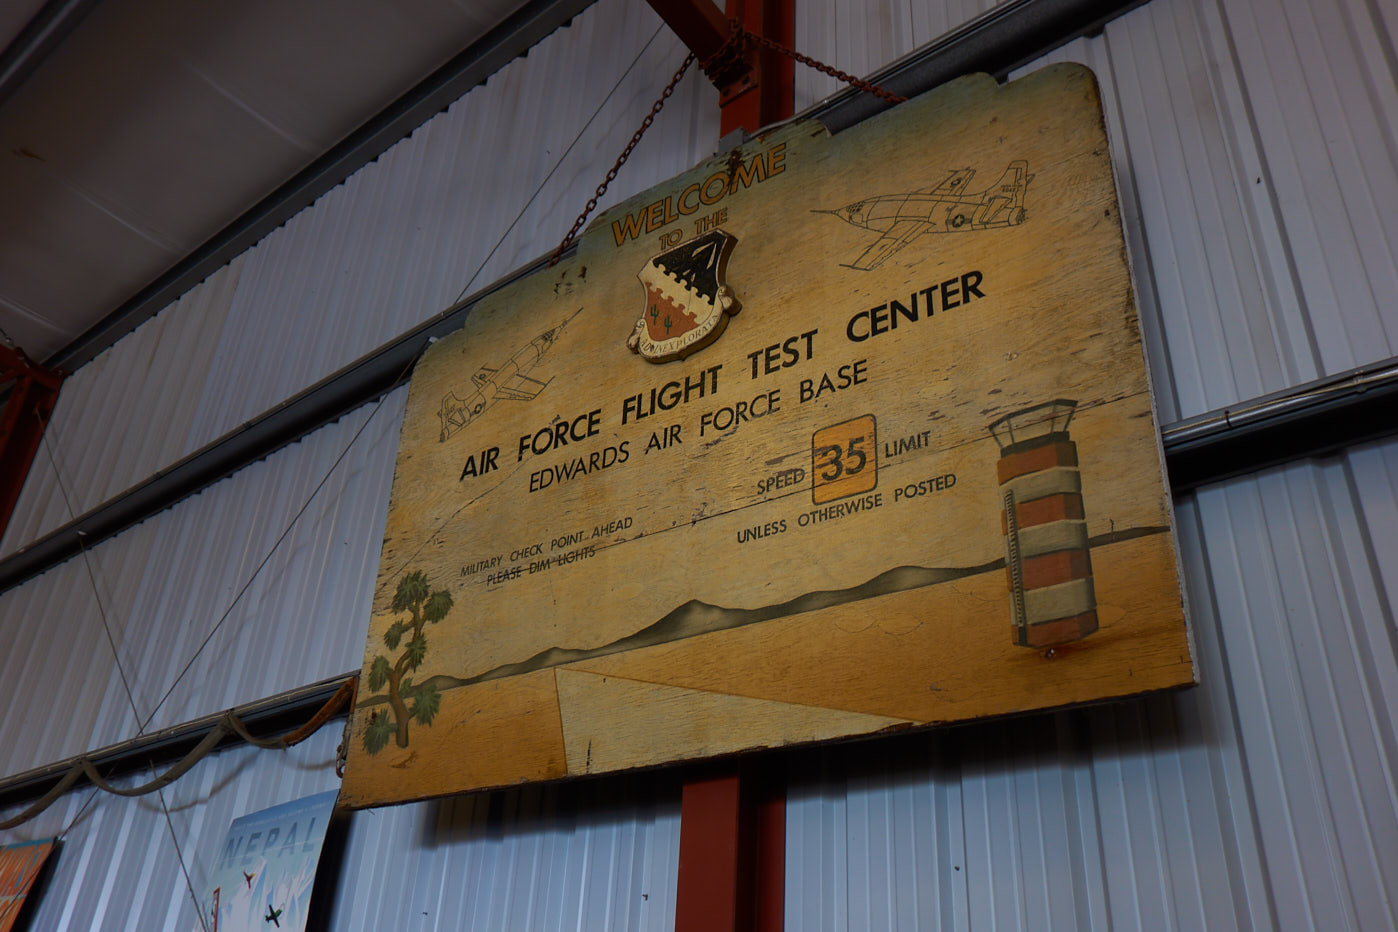 WELCOME
TO THE
AIR FORCE FLIGHT TEST CENTER
EDWARDS AIR FORCE BASE
SPEED 35 LIMIT
UNLESS OTHERWISE POSTED
MILITARY CHECK POINT AHEAD
PLEASE DIM LIGHTS
NEPAL